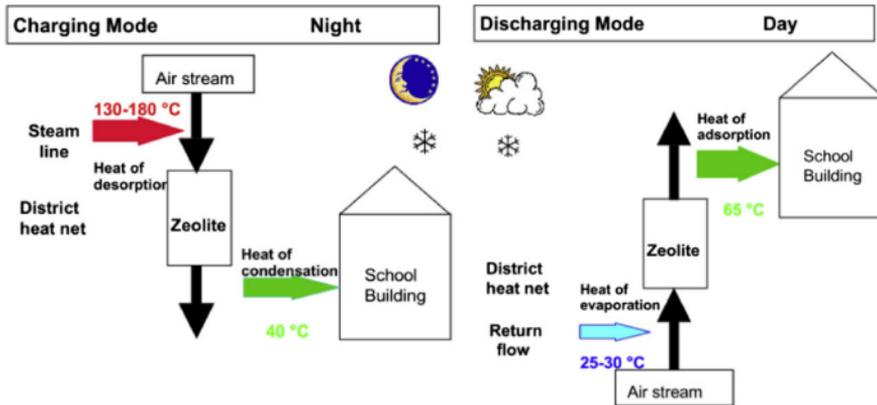 Charging Mode
Night
Air stream
130-180 °C
Steam
line
Heat of
desorption
District
heat net
Zeolite
Heat of
condensation
40 °C
School
Building
Discharging Mode
Day
Heat of
adsorption
65 °C
School
Building
Zeolite
District
heat net
Heat of
evaporation
Return
flow
25-30 °C
Air stream